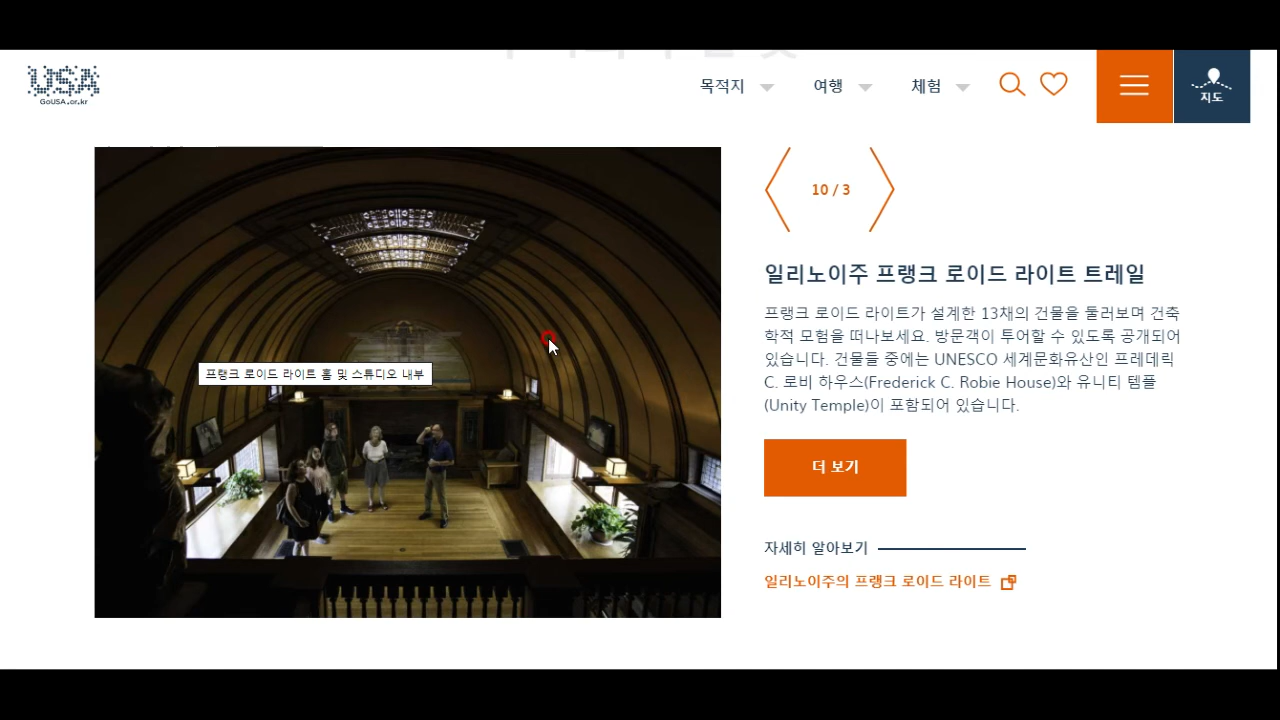 USA
GoUSA.or.kr
목적지
여행
체험
지도
10 / 3
일리노이주 프랭크 로이드 라이트 트레일
프랭크 로이드 라이트가 설계한 13채의 건물을 둘러보며 건축
학적 모험을 떠나보세요. 방문객이 투어할 수 있도록 공개되어
있습니다. 건물들 중에는 UNESCO 세계문화유산인 프레데릭
C. 로비 하우스(Frederick C. Robie House)와 유니티 템플
(Unity Temple)이 포함되어 있습니다.
프랭크 로이드 라이트 홈 및 스튜디오 내부
더 보기
자세히 알아보기
일리노이주의 프랭크 로이드 라이트